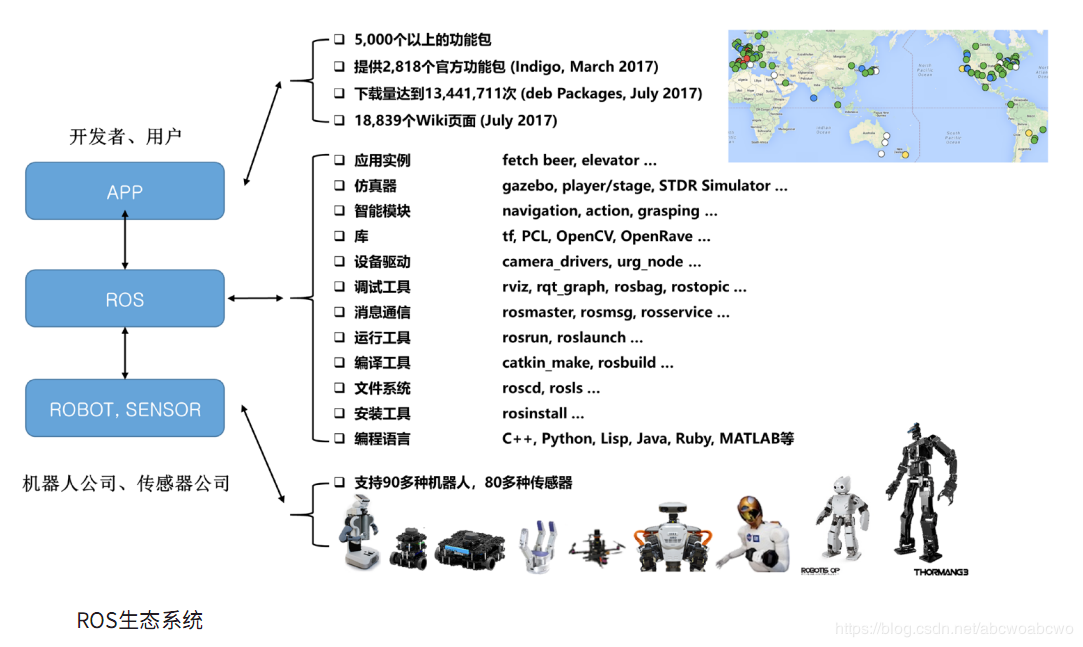 5,000个以上的功能包
提供2,818个官方功能包 (Indigo, March 2017)
下载量达到13,441,711次 (deb Packages, July 2017)
18,839个Wiki页面 (July 2017)
开发者、用户
APP
ROS
ROBOT, SENSOR
机器人公司、传感器公司
应用实例 fetch beer, elevator ...
仿真器 gazebo, player/stage, STDR Simulator ...
智能模块 navigation, action, grasping ...
库 tf, PCL, OpenCV, OpenRave ...
设备驱动 camera_drivers, urg_node ...
调试工具 rviz, rqt_graph, rosbag, rostopic ...
消息通信 rosmaster, rosmsg, rosservice ...
运行工具 rosrun, roslaunch ...
编译工具 catkin_make, rosbuild ...
文件系统 roscd, rosls ...
安装工具 rosinstall ...
编程语言 C++, Python, Lisp, Java, Ruby, MATLAB等
支持90多种机器人，80多种传感器
ROBOTIS OP
THORMANG3
ROS生态系统
https://blog.csdn.net/abcwoabcwo